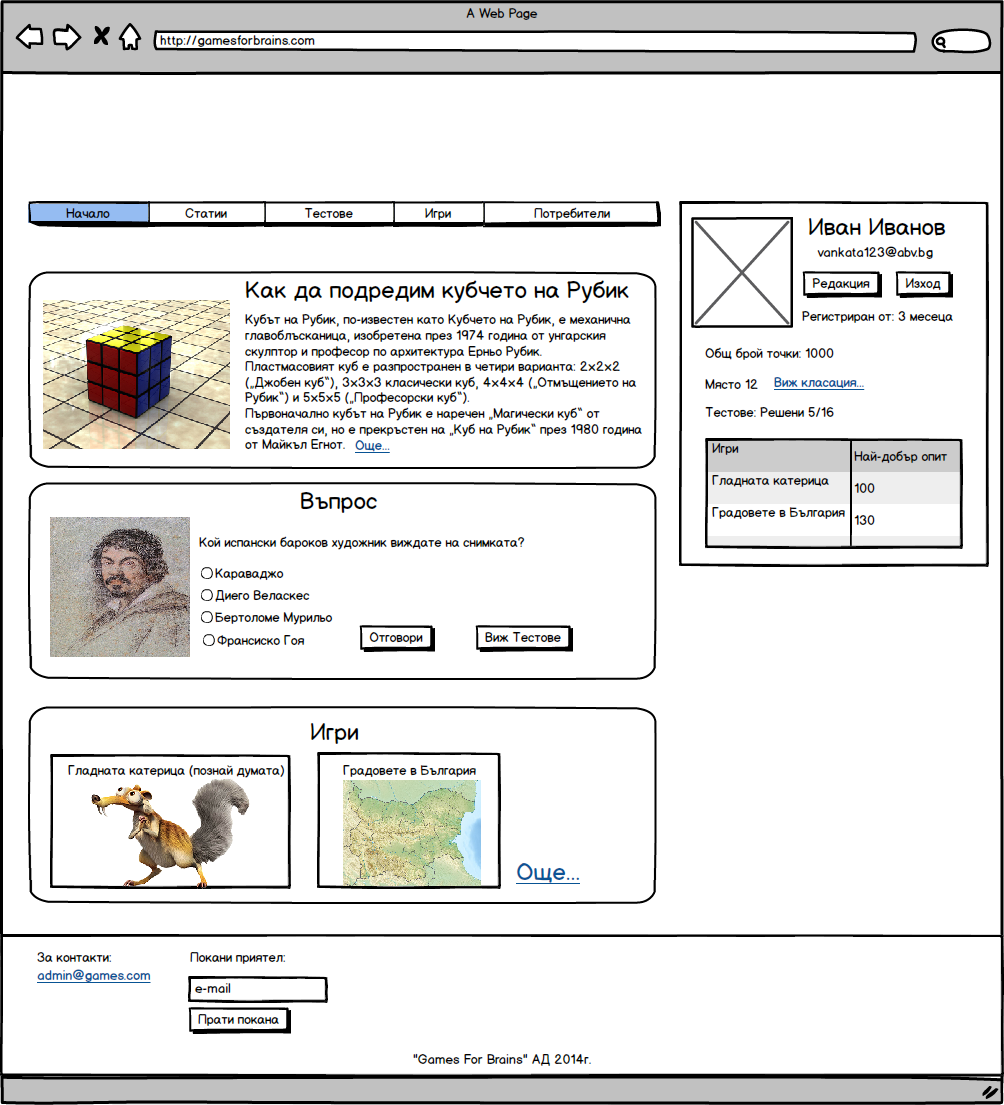 A Web Page
http://gamesforbrains.com
Начало Статии Тестове Игри Потребители
Как да подредим кубчето на Рубик
Кубът на Рубик, по-известен като Кубчето на Рубик, е механична
главоблъсканица, изобретена през 1974 година от унгарския
скулптор и професор по архитектура Ерньо Рубик.
Пластмасовият куб е разпространен в четири варианта: 2×2×2
(„Джобен куб“), 3×3×3 класически куб, 4×4×4 („Отмъщението на
Рубик“) и 5×5×5 („Професорски куб“).
Първоначално кубът на Рубик е наречен „Магически куб“ от
създателя си, но е прекръстен на „Куб на Рубик“ през 1980 година
от Майкъл Егнот. Още...
Въпрос
Кой испански бароков художник виждате на снимката?
Караваджо
Диего Веласкес
Бертоломе Мурильо
Франсиско Гоя
Отговори Виж Тестове
Игри
Гладната катерица (познай думата)
Градовете в България
Още...
Иван Иванов
vankata123@abv.bg
Редакция Изход
Регистриран от: 3 месеца
Общ брой точки: 1000
Място 12 Виж класация...
Тестове: Решени 5/16
Игри Най-добър опит
Гладната катерица 100
Градовете в България 130
За контакти:
admin@games.com
Покани приятел:
e-mail
Прати покана
"Games For Brains" АД 2014г.